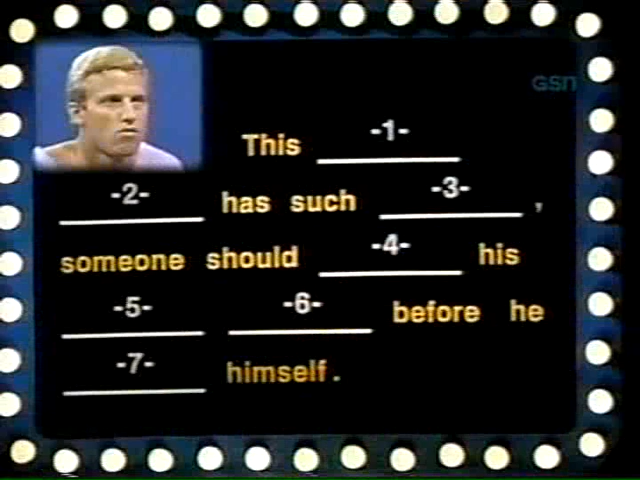 GSN
This -1-
-2- has such -3-,
someone should -4- his
-5- -6- before he
-7- himself.